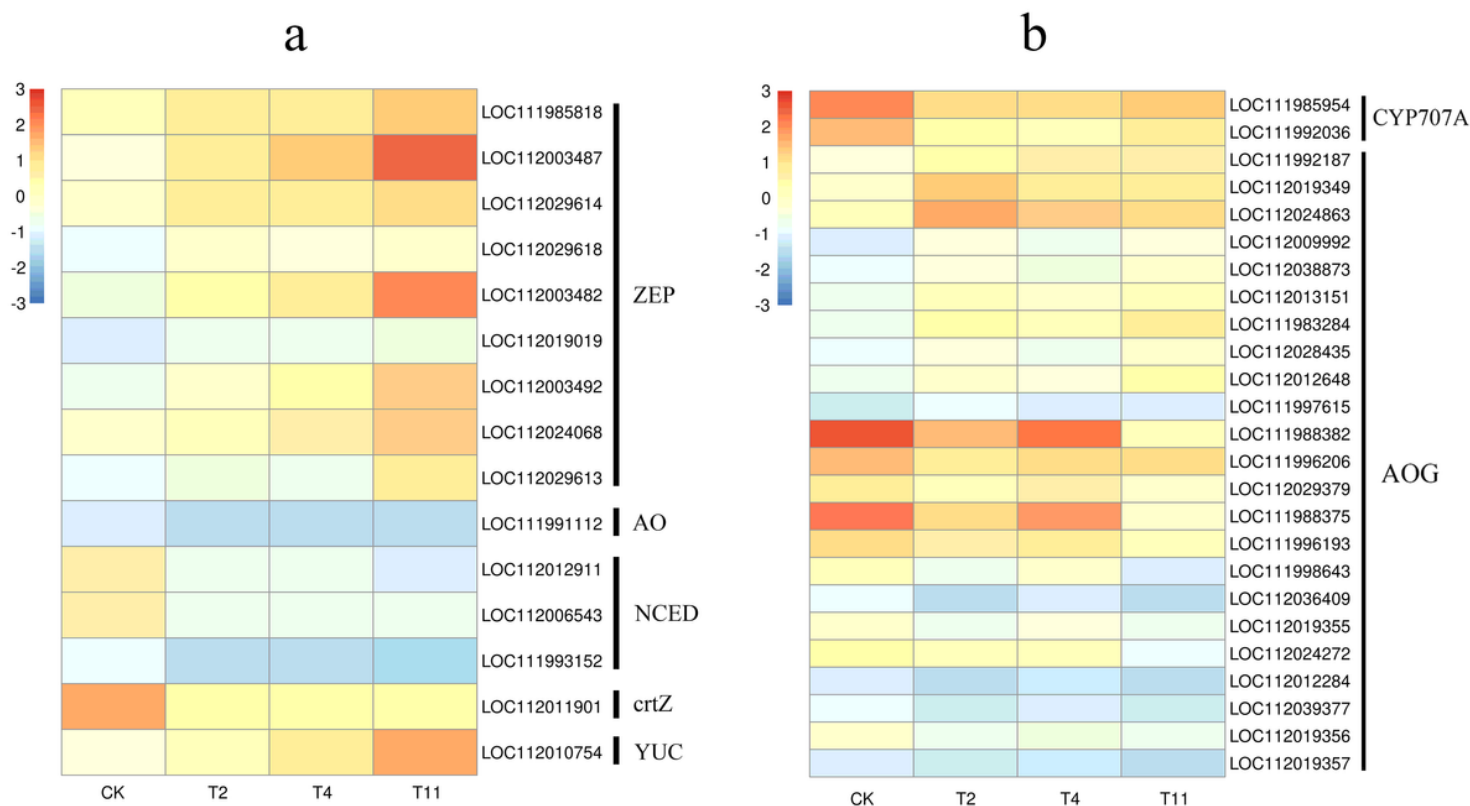 a
3
2
1
0
-1
-2
-3
LOC111985818
LOC112003487
LOC112029614
LOC112029618
LOC112003482
LOC112019019
LOC112003492
LOC112024068
LOC112029613
LOC111991112
LOC112012911
LOC112006543
LOC111993152
LOC112011901
LOC112010754
ZEP
AO
NCED
crtZ
YUC
CK T2 T4 T11
b
3
2
1
0
-1
-2
-3
LOC111985954
LOC111992036
LOC111992187
LOC112019349
LOC112024863
LOC112009992
LOC112038873
LOC112013151
LOC111983284
LOC112028435
LOC112012648
LOC111997615
LOC111988382
LOC111996206
LOC112029379
LOC111988375
LOC111996193
LOC111998643
LOC112036409
LOC112019355
LOC112024272
LOC112012284
LOC112039377
LOC112019356
LOC112019357
CYP707A
AOG
CK T2 T4 T11